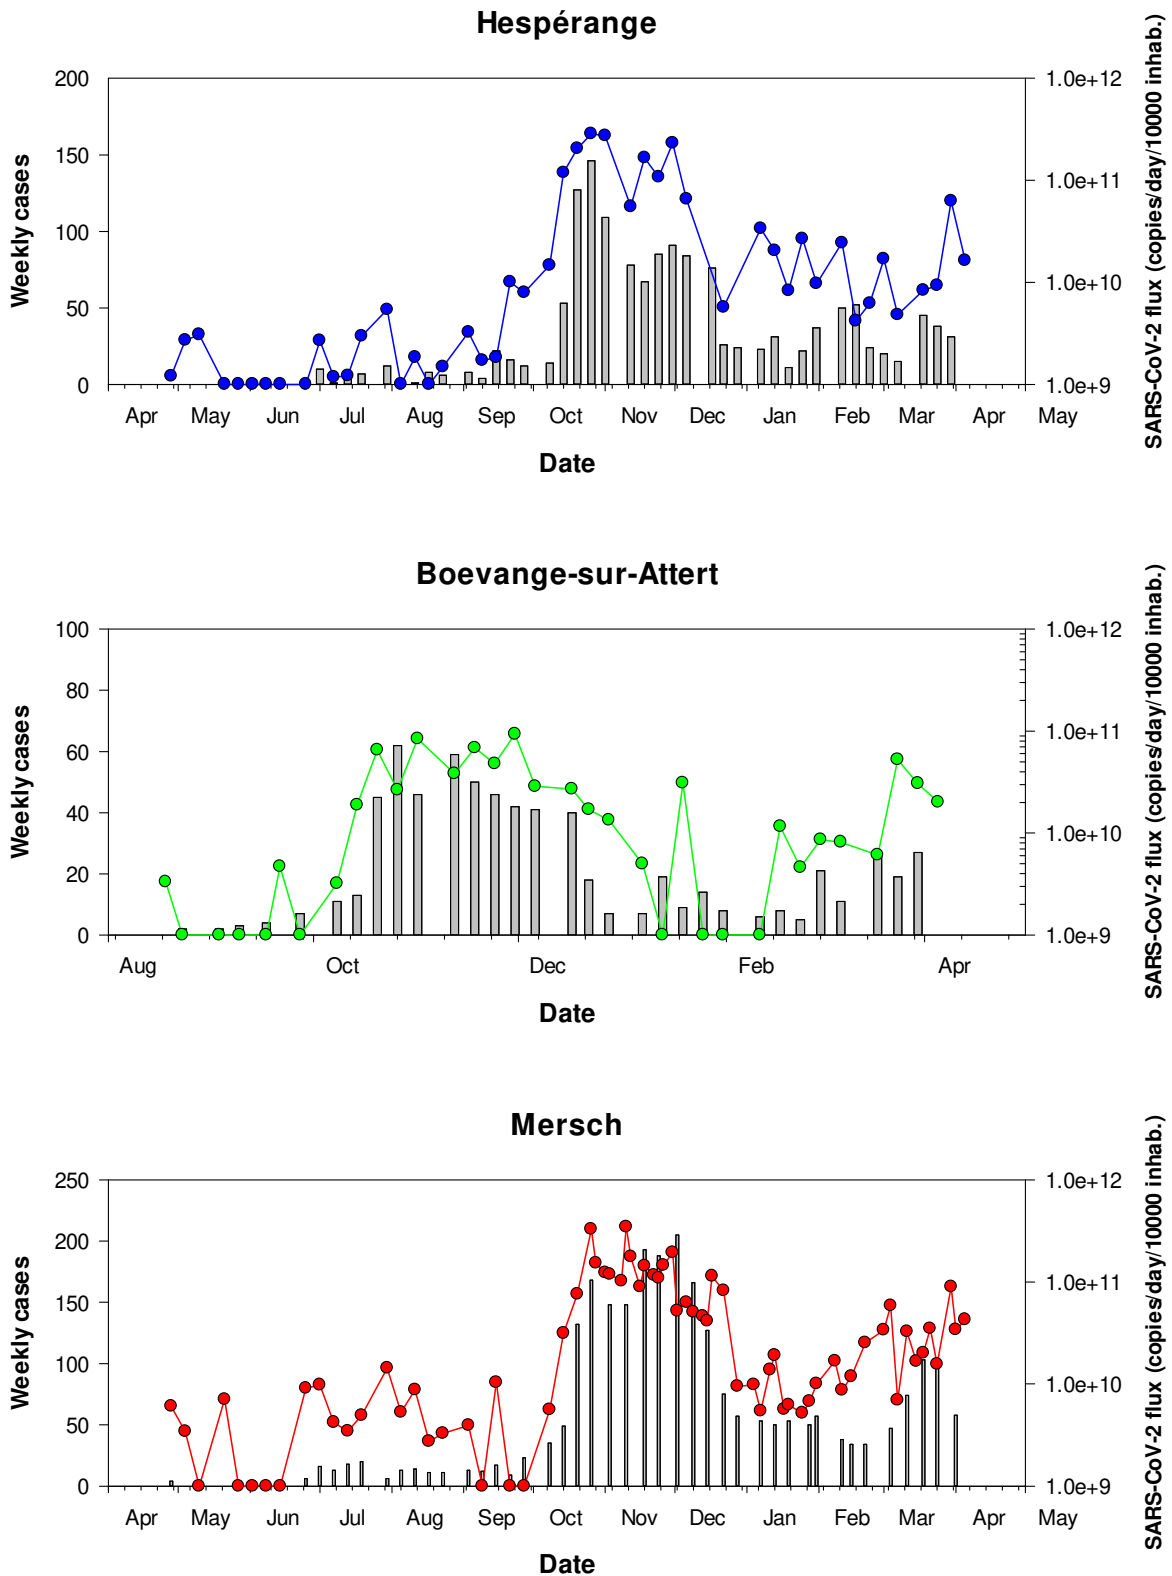 Hespérange
200
150
100
50
0
Weekly cases
1.0e+12
1.0e+11
1.0e+10
1.0e+9
SARS-CoV-2 flux (copies/day/10000 inhab.)
Apr May Jun Jul Aug Sep Oct Nov Dec Jan Feb Mar Apr May
Date
Boevange-sur-Attert
100
80
60
40
20
0
Weekly cases
1.0e+12
1.0e+11
1.0e+10
1.0e+9
SARS-CoV-2 flux (copies/day/10000 inhab.)
Aug Oct Dec Feb Apr
Date
Mersch
250
200
150
100
50
0
Weekly cases
1.0e+12
1.0e+11
1.0e+10
1.0e+9
SARS-CoV-2 flux (copies/day/10000 inhab.)
Apr May Jun Jul Aug Sep Oct Nov Dec Jan Feb Mar Apr May
Date